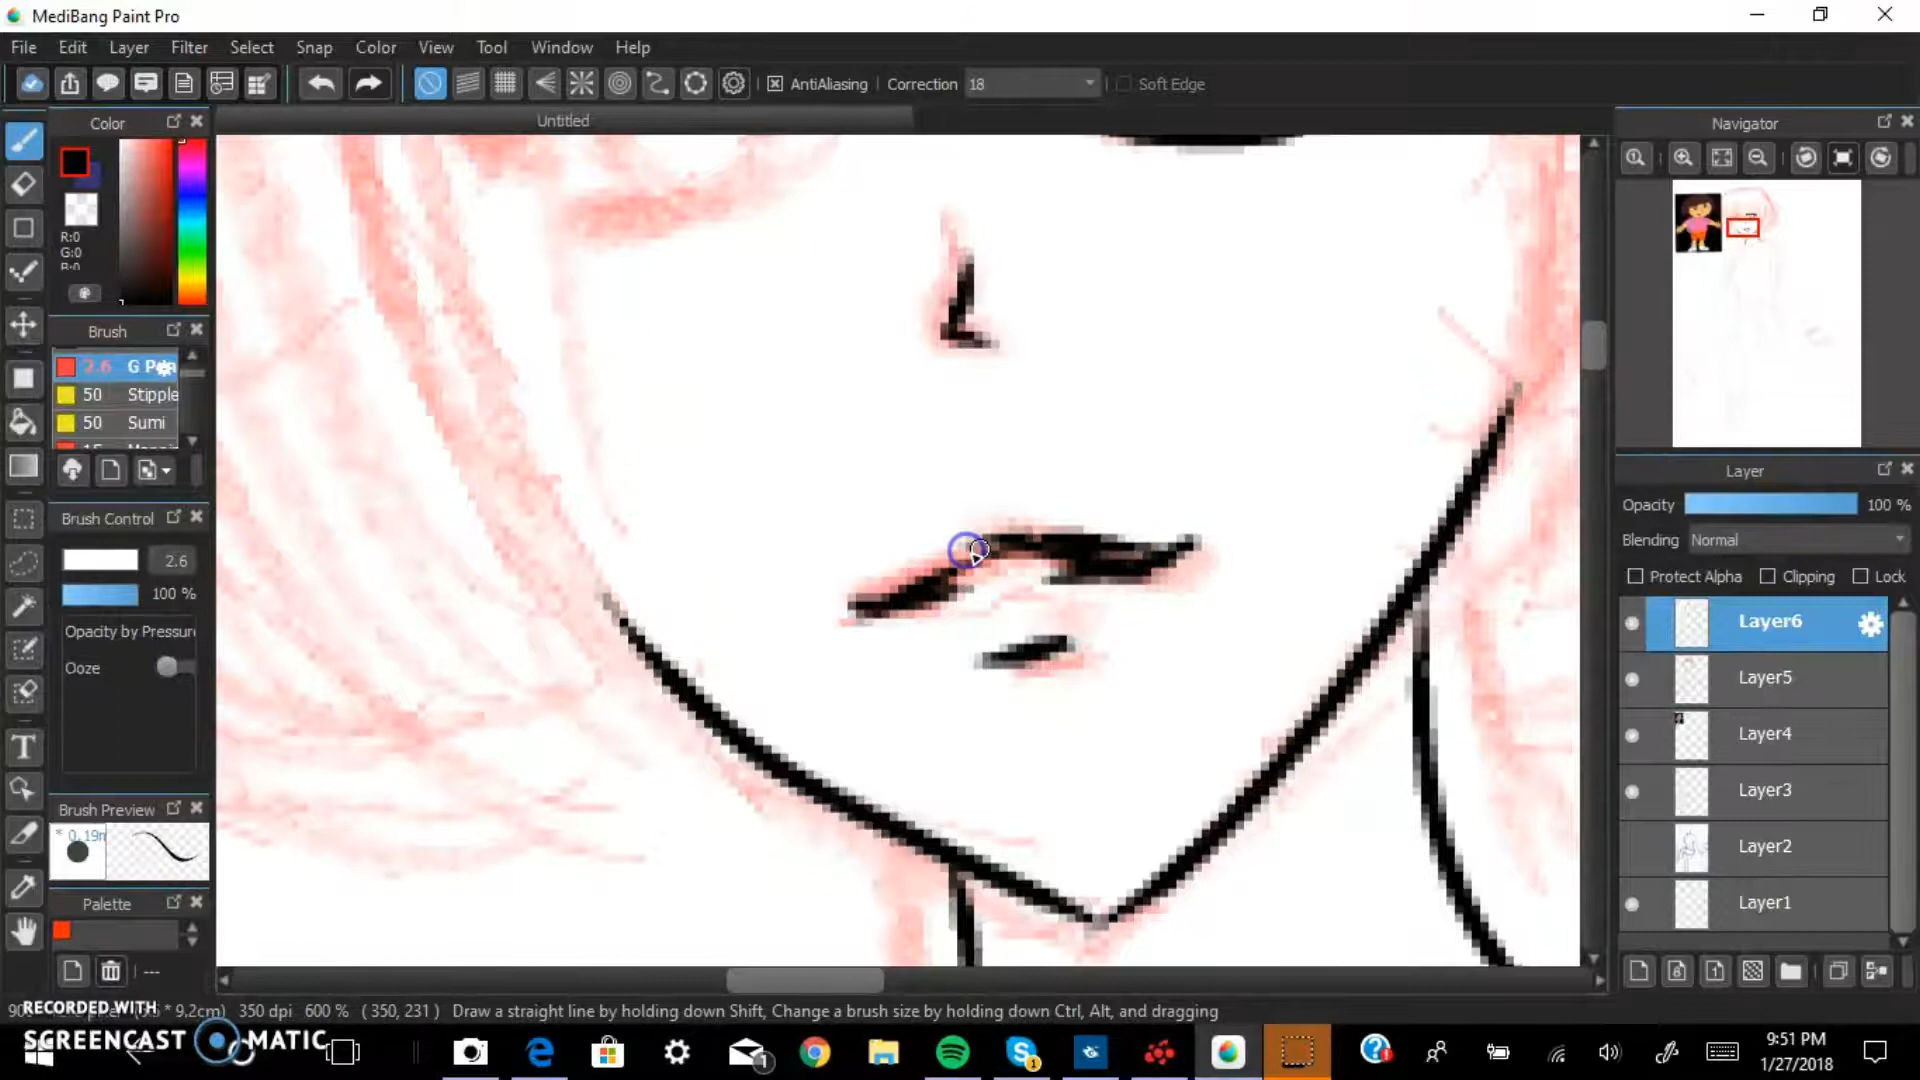 MediBang Paint Pro
File Edit Layer Filter Select Snap Color View Tool Window Help
AntiAliasing Correction 18 Soft Edge
Untitled
Color
R:0
G:0
Brush
2.6 G
50 Stipple
50 Sumi
Brush Control
2.6
100 %
Opacity by Pressure
Ooze
Brush Preview
* 0.19m
Palette
---
Navigator
Layer
Opacity 100 %
Blending Normal
Protect Alpha Clipping Lock
Layer6
Layer5
Layer4
Layer3
Layer2
Layer1
9,2cm) 350 dpi 600 % ( 350, 231 ) Draw a straight line by holding down Shift, Change a brush size by holding down Ctrl, Alt, and dragging
RECORDED WITH
SCREENCAST MATIC
1
1
9:51 PM
1/27/2018